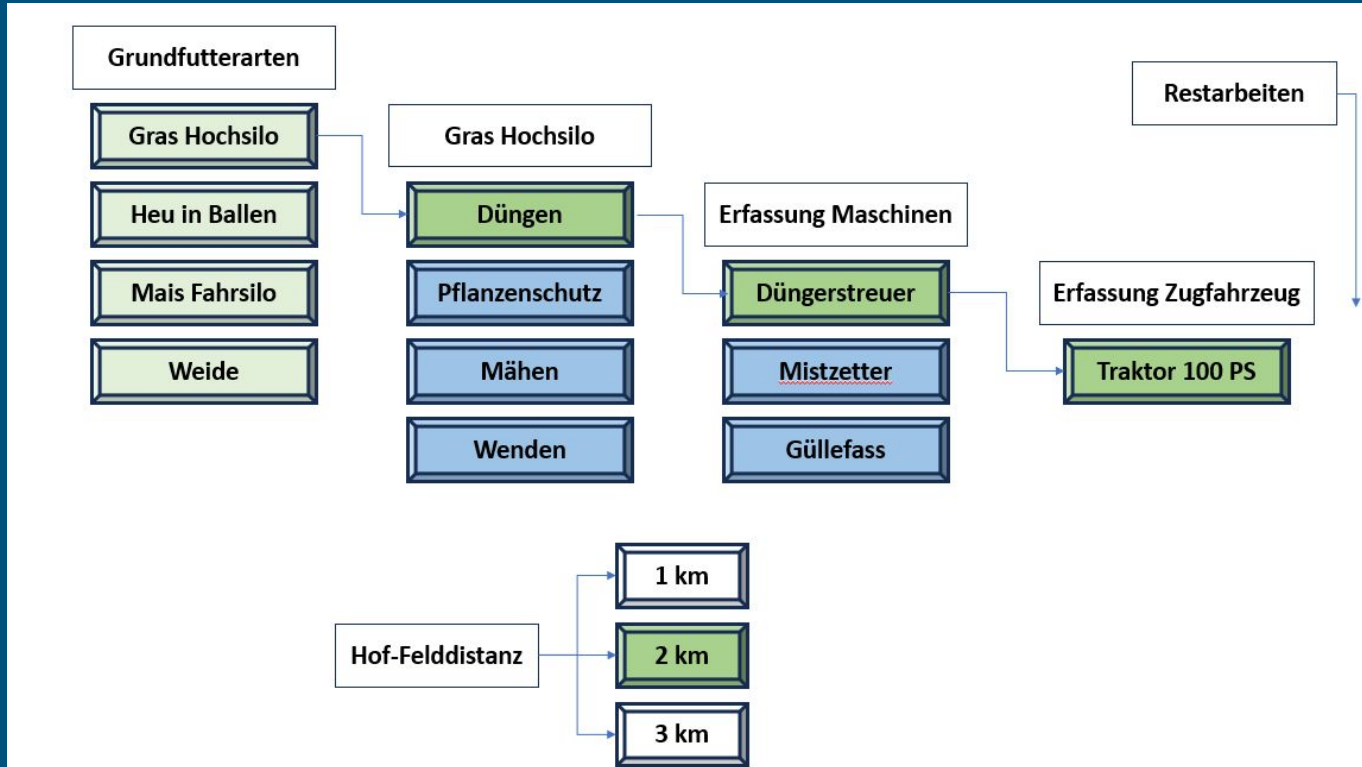 Grundfutterarten
Gras Hochsilo
Heu in Ballen
Mais Fahrsilo
Weide
Gras Hochsilo
Düngen
Pflanzenschutz
Mähen
Wenden
Erfassung Maschinen
Düngerstreuer
Mistzetter
Güllefass
Restarbeiten
Erfassung Zugfahrzeug
Traktor 100 PS
Hof-Felddistanz
1 km
2 km
3 km